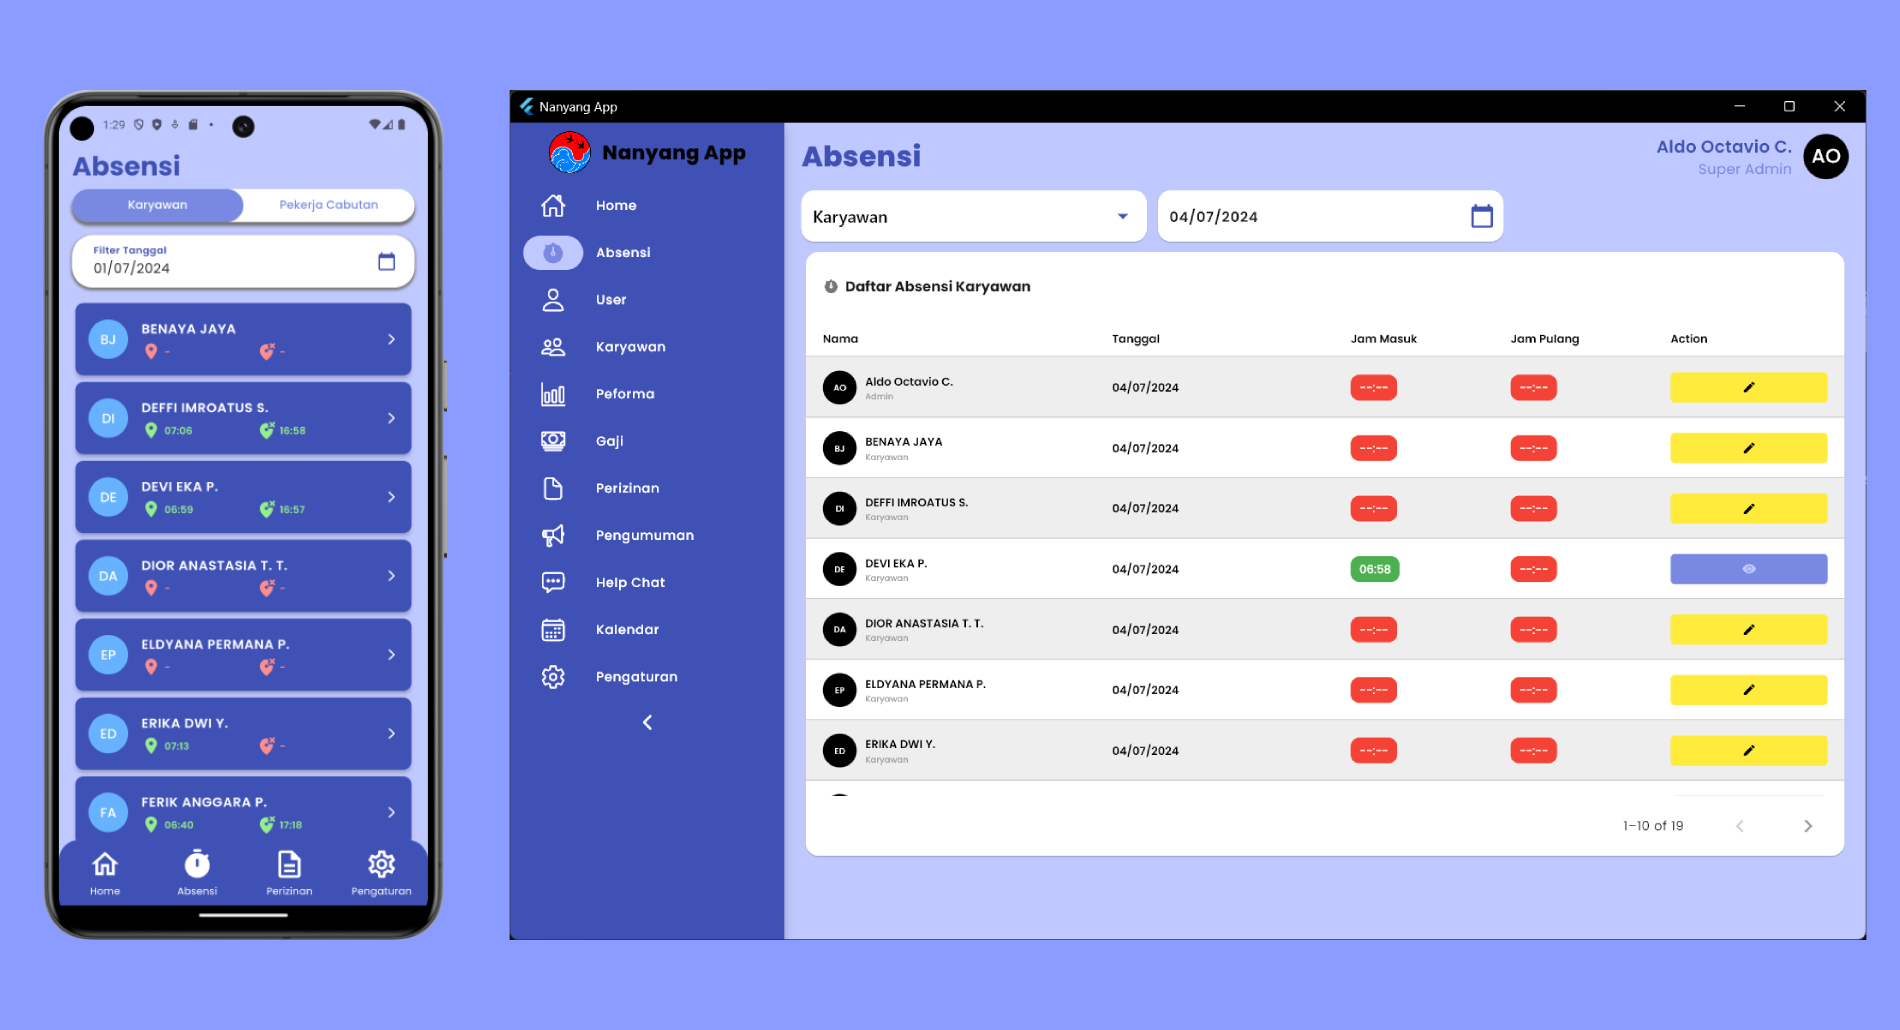 1:29
Absensi
Karyawan Pekerja Cabutan
Filter Tanggal
01/07/2024
BJ BENAYA JAYA
- -
DI DEFFI IMROATUS S.
07:06 16:58
DE DEVI EKA P.
06:59 16:57
DA DIOR ANASTASIA T. T.
- -
EP ELDYANA PERMANA P.
- -
ED ERIKA DWI Y.
07:13 -
FA FERIK ANGGARA P.
06:40 17:18
Home Absensi Perizinan Pengaturan
Nanyang App
Nanyang App
Home
Absensi
User
Karyawan
Peforma
Gaji
Perizinan
Pengumuman
Help Chat
Kalendar
Pengaturan
Absensi
Aldo Octavio C.
Super Admin
AO
Karyawan 04/07/2024
Daftar Absensi Karyawan
Nama Tanggal Jam Masuk Jam Pulang Action
AO Aldo Octavio C. 04/07/2024 --:-- --:--
Admin
BJ BENAYA JAYA 04/07/2024 --:-- --:--
Karyawan
DI DEFFI IMROATUS S. 04/07/2024 --:-- --:--
Karyawan
DE DEVI EKA P. 04/07/2024 06:58 --:--
Karyawan
DA DIOR ANASTASIA T. T. 04/07/2024 --:-- --:--
Karyawan
EP ELDYANA PERMANA P. 04/07/2024 --:-- --:--
Karyawan
ED ERIKA DWI Y. 04/07/2024 --:-- --:--
Karyawan
1–10 of 19